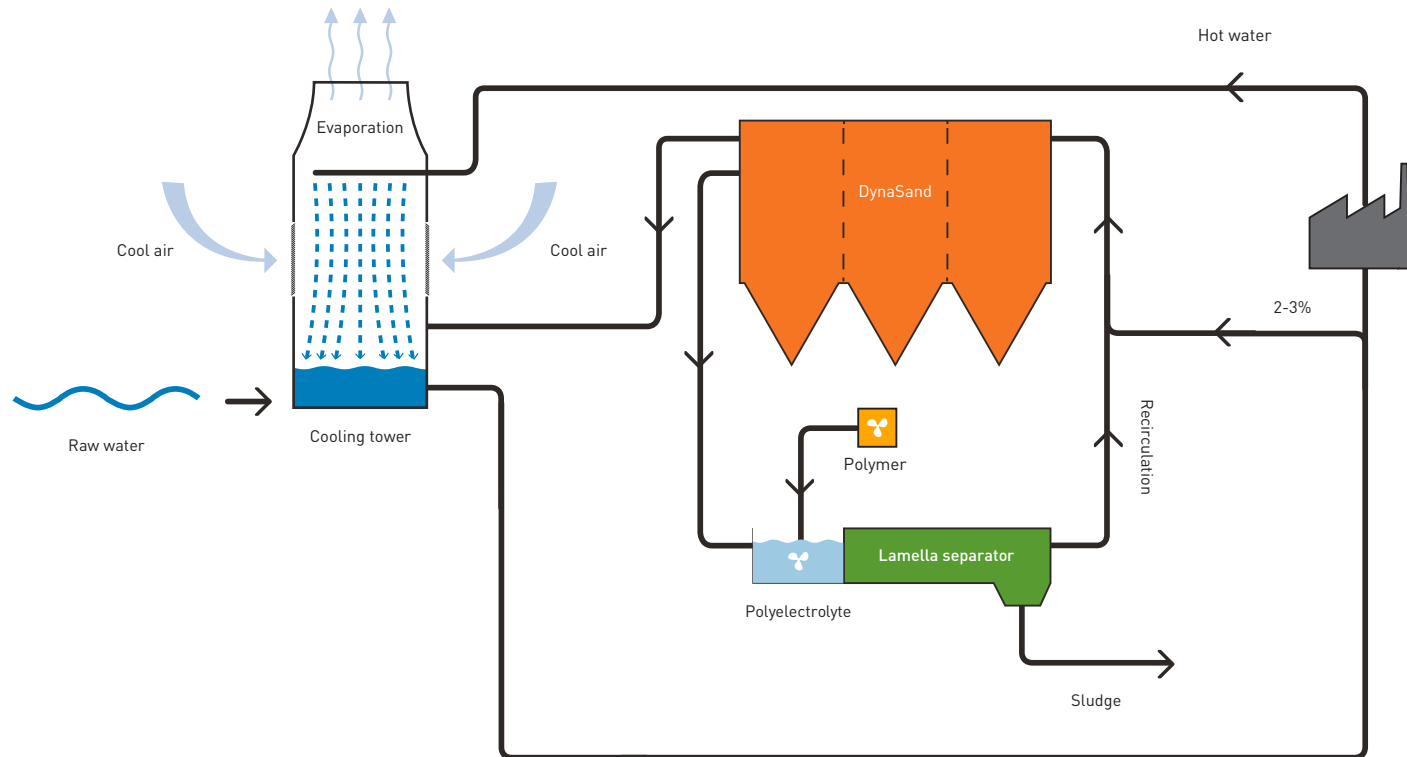 Hot water
Evaporation
DynaSand
Cool air
Cool air
2-3%
Raw water
Cooling tower
Polymer
Recirculation
Lamella separator
Polyelectrolyte
Sludge